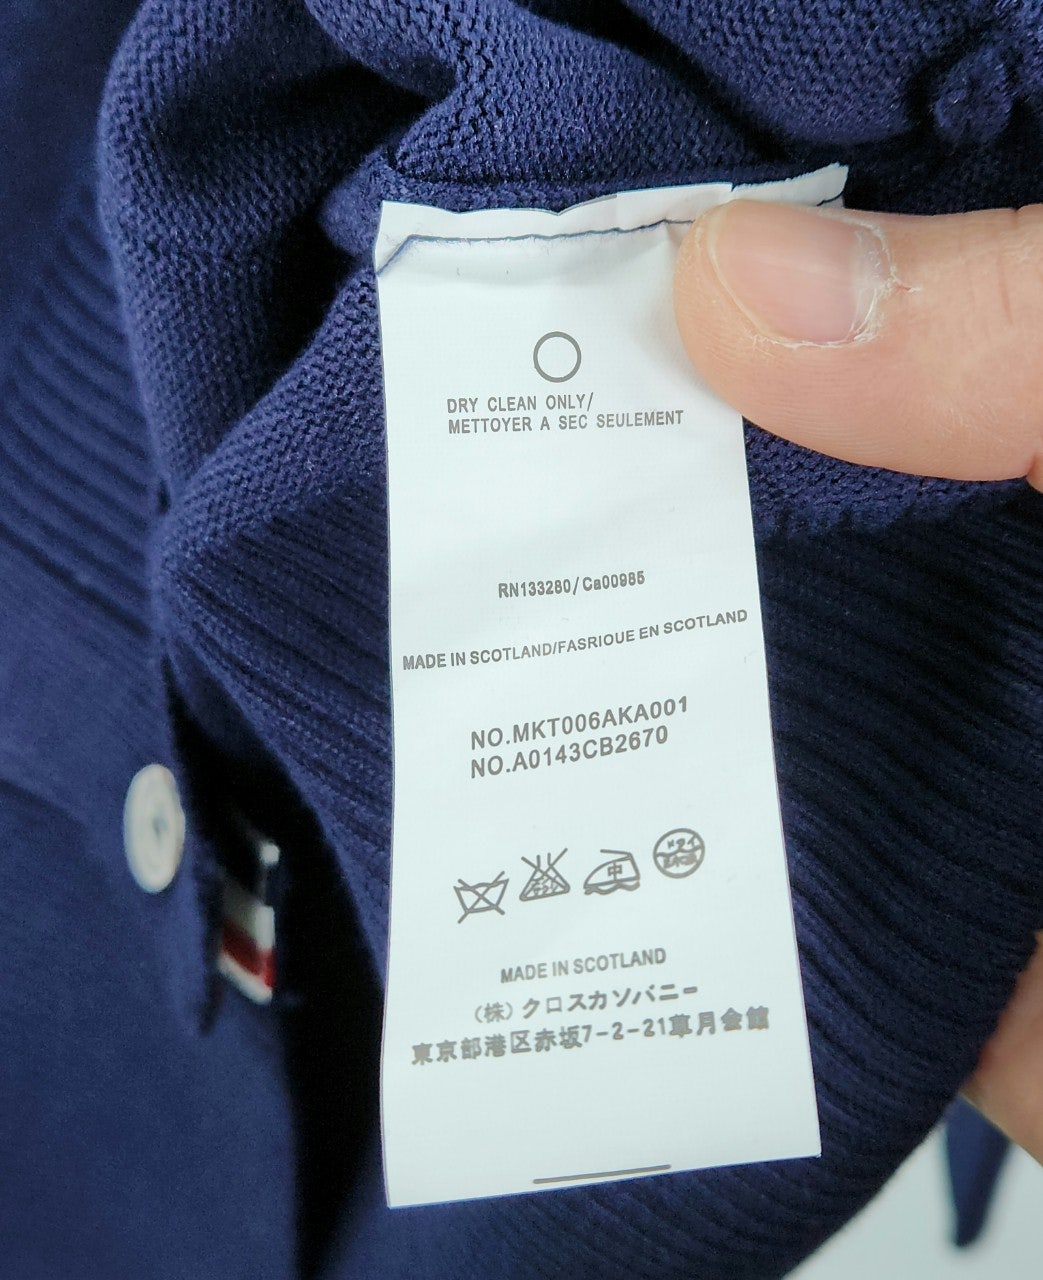 DRY CLEAN ONLY/
METTOYER A SEC SEULEMENT
RN133280/Ca00985
MADE IN SCOTLAND/FASRIOUE EN SCOTLAND
NO.MKT006AKA001
NO.A0143CB2670
中
MADE IN SCOTLAND
(株)クロスカソバニー
東京都港区赤坂7-2-21草月会館